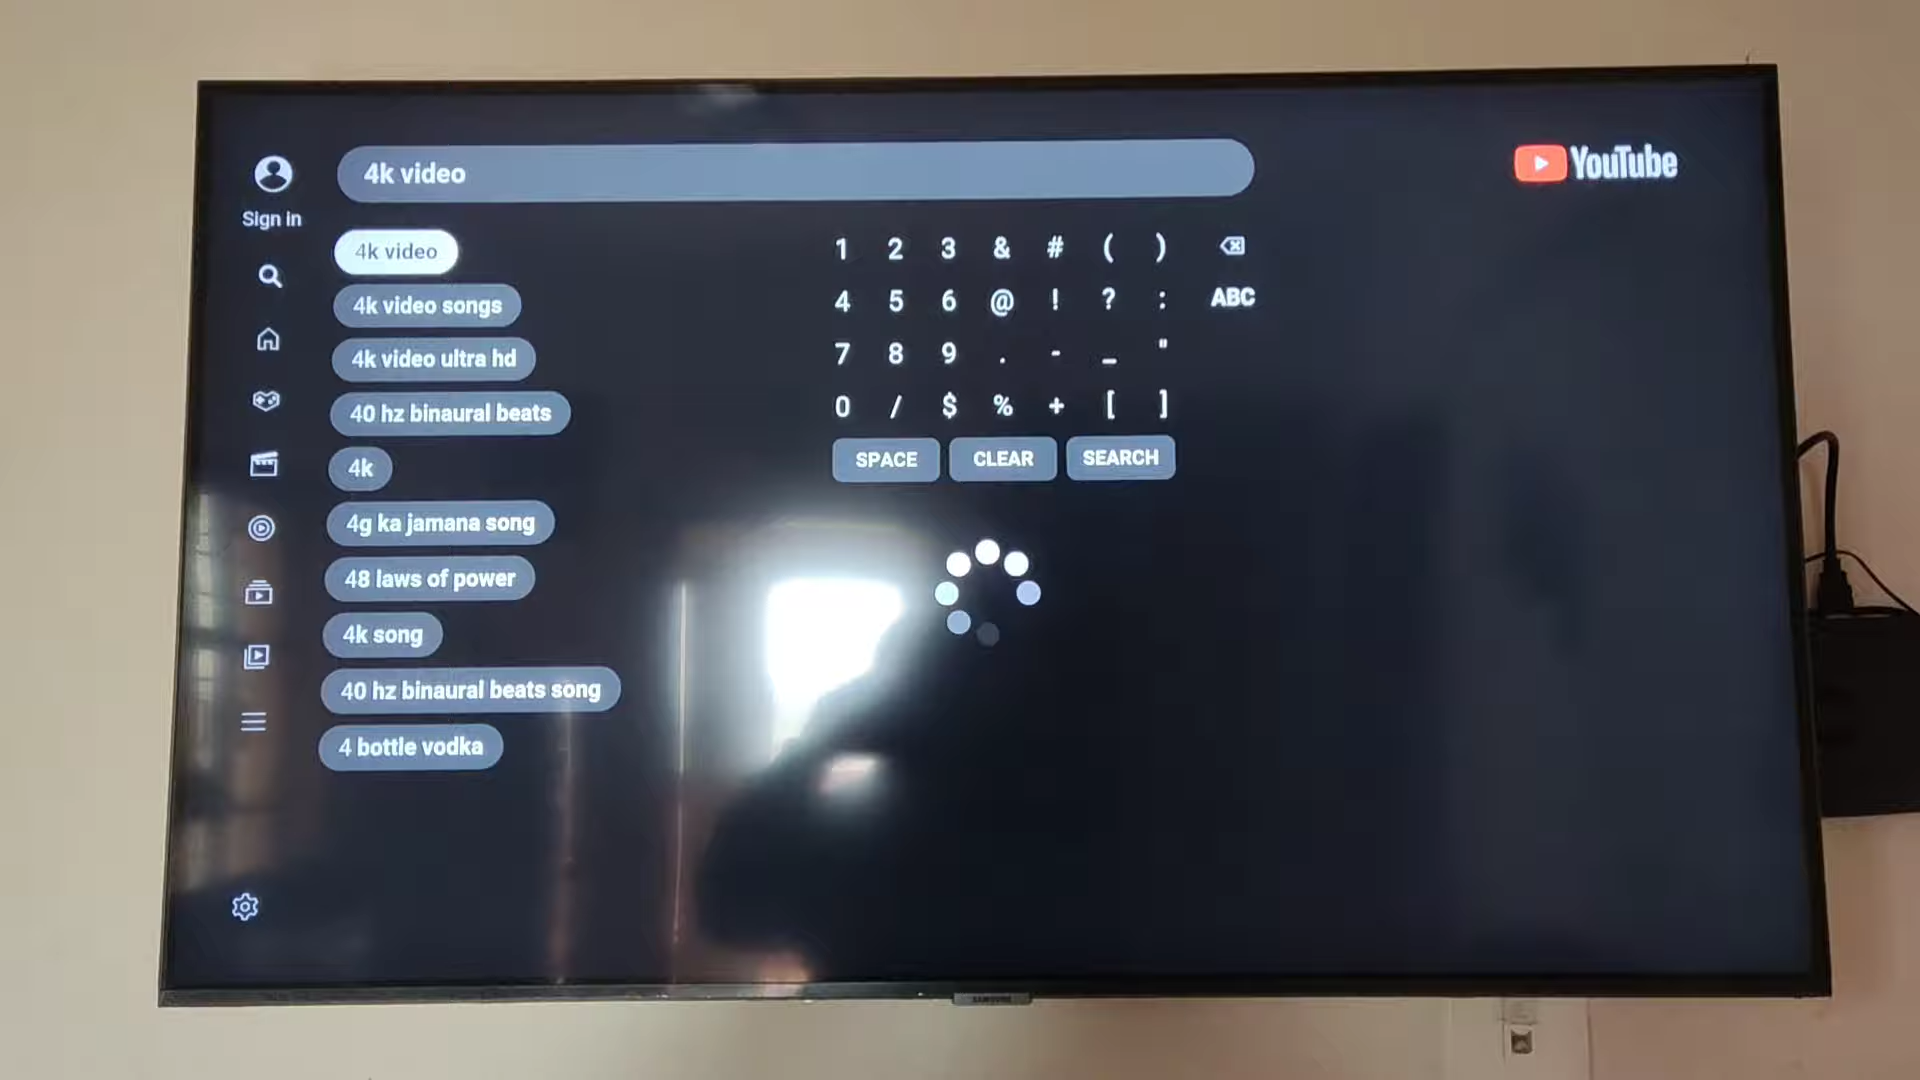 4k video
YouTube
Sign in
4k video
4k video songs
4k video ultra hd
40 hz binaural beats
4k
4g ka jamana song
48 laws of power
4k song
40 hz binaural beats song
4 bottle vodka
1 2 3 & # ( )
4 5 6 @ ! ? : ABC
7 8 9 . - _ "
0 / $ % + [ ]
SPACE CLEAR SEARCH
SAMSUNG